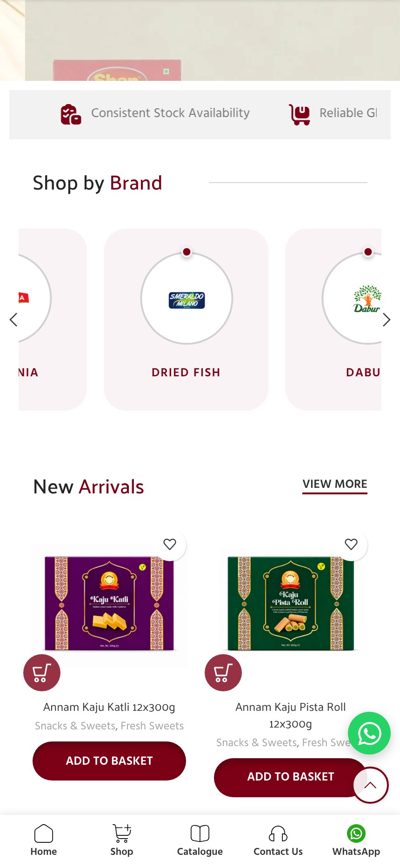 Shan
Consistent Stock Availability
Reliable Gl
Shop by Brand
SMERALDO
MILANO
Dabur
NIA
DRIED FISH
DABU
New Arrivals
VIEW MORE
Kaju Katli
Kaju
Pista Roll
Annam Kaju Katli 12x300g
Snacks & Sweets, Fresh Sweets
ADD TO BASKET
Annam Kaju Pista Roll
12x300g
Snacks & Sweets, Fresh Swe
ADD TO BASKET
Home
Shop
Catalogue
Contact Us
WhatsApp